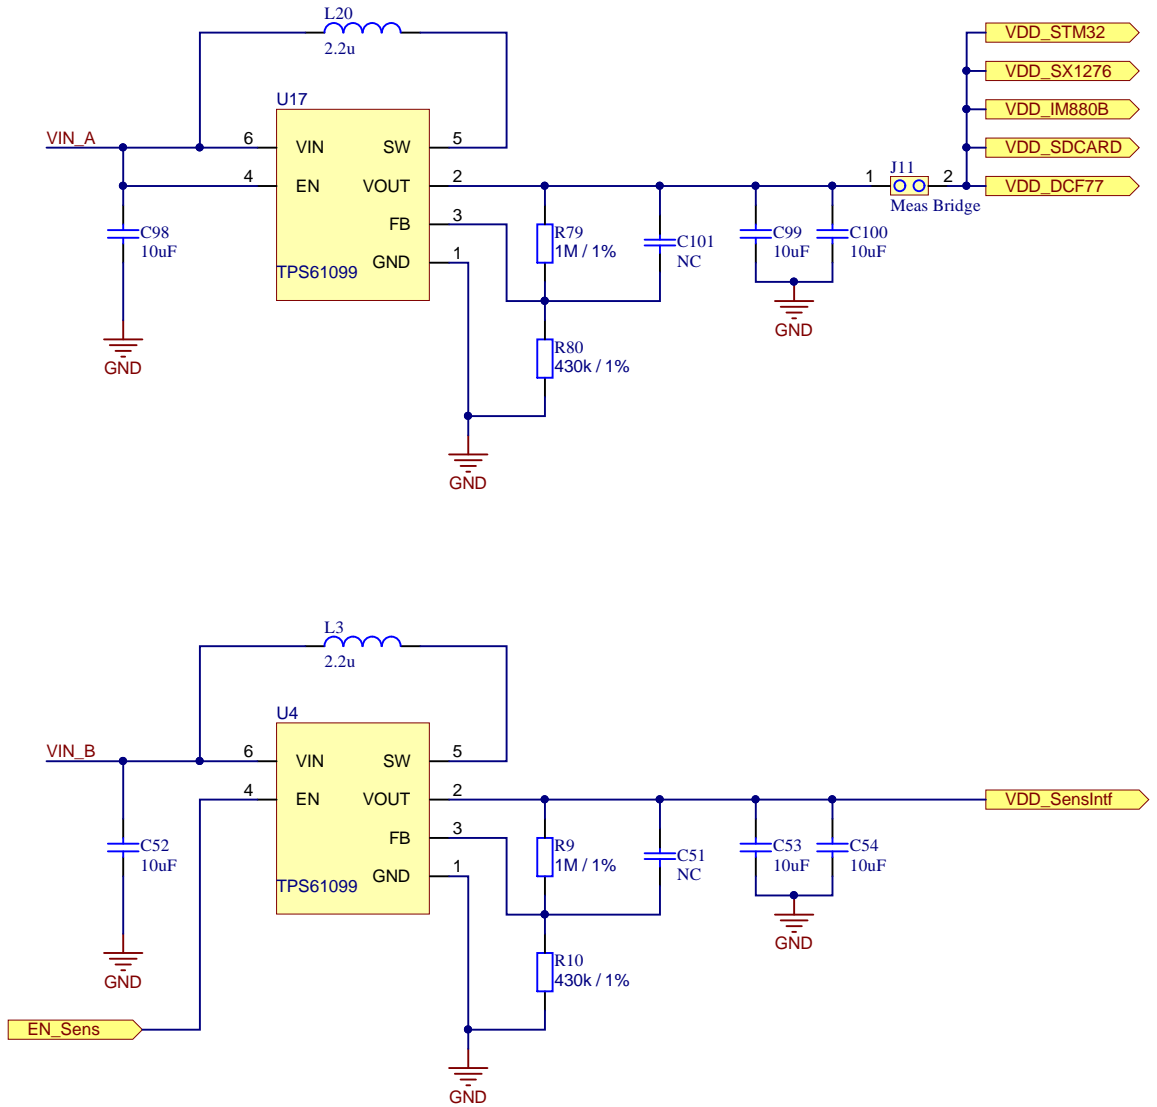 L20
2.2u
VDD_STM32
VDD_SX1276
U17
VDD_IM880B
VIN_A
6
VIN
SW
5
VDD_SDCARD
4
EN
VOUT
2
J11
1
2
VDD_DCF77
Meas Bridge
FB
3
C98
10uF
R79
1M / 1%
C101
NC
C99
10uF
C100
10uF
GND
1
TPS61099
GND
GND
R80
430k / 1%
GND
L3
2.2u
U4
VIN_B
6
VIN
SW
5
4
EN
VOUT
2
VDD_SensIntf
FB
3
C52
10uF
R9
1M / 1%
C51
NC
C53
10uF
C54
10uF
GND
1
TPS61099
GND
GND
R10
430k / 1%
EN_Sens
GND